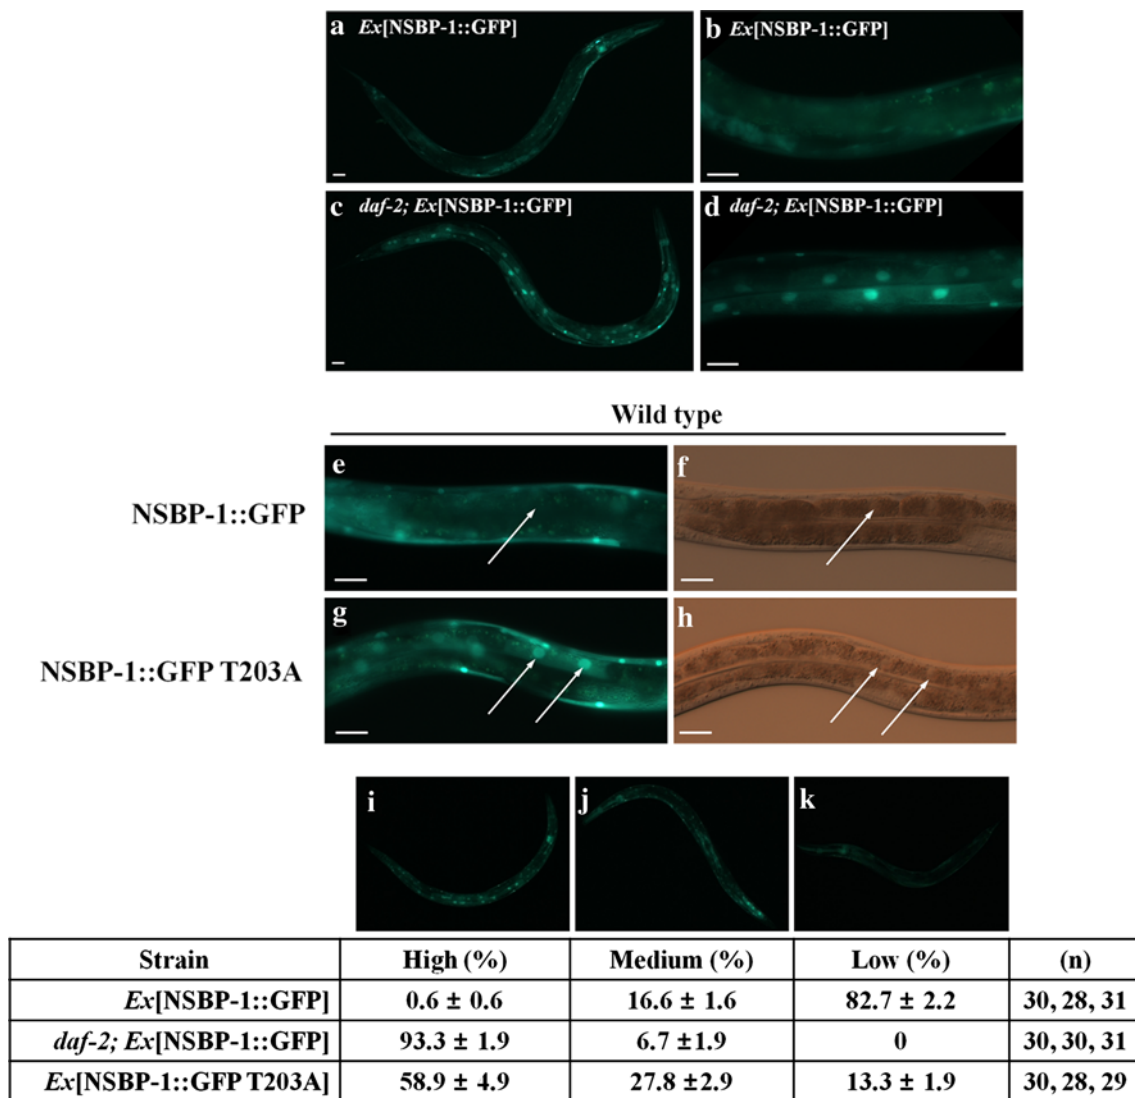 a Ex[NSBP-1::GFP]
b Ex[NSBP-1::GFP]
c daf-2; Ex[NSBP-1::GFP]
d daf-2; Ex[NSBP-1::GFP]
Wild type
NSBP-1::GFP
e
f
NSBP-1::GFP T203A
g
h
i
j
k
Strain High (%) Medium (%) Low (%) (n)
Ex[NSBP-1::GFP] 0.6 ± 0.6 16.6 ± 1.6 82.7 ± 2.2 30, 28, 31
daf-2; Ex[NSBP-1::GFP] 93.3 ± 1.9 6.7 ±1.9 0 30, 30, 31
Ex[NSBP-1::GFP T203A] 58.9 ± 4.9 27.8 ±2.9 13.3 ± 1.9 30, 28, 29